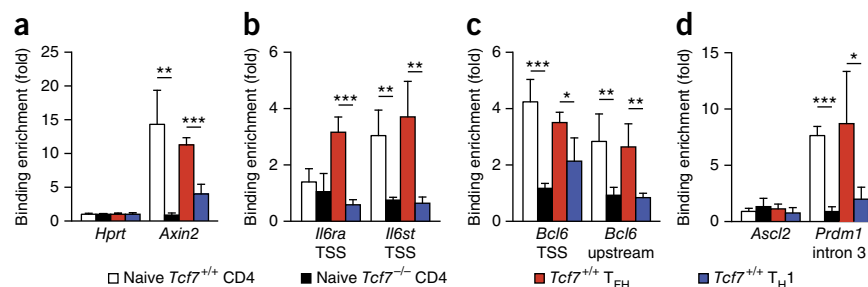 a b c d
Binding enrichment (fold)
25
20
15
10
5
0
** ***
Hprt Axin2
Binding enrichment (fold)
6
4
2
0
*** ** **
Il6ra TSS Il6st TSS
Binding enrichment (fold)
6
4
2
0
*** * ** **
Bcl6 TSS Bcl6 upstream
Binding enrichment (fold)
15
10
5
0
*** *
Ascl2 Prdm1 intron 3
Naive Tcf7+/+ CD4 Naive Tcf7−/− CD4 Tcf7+/+ TFH Tcf7+/+ TH1